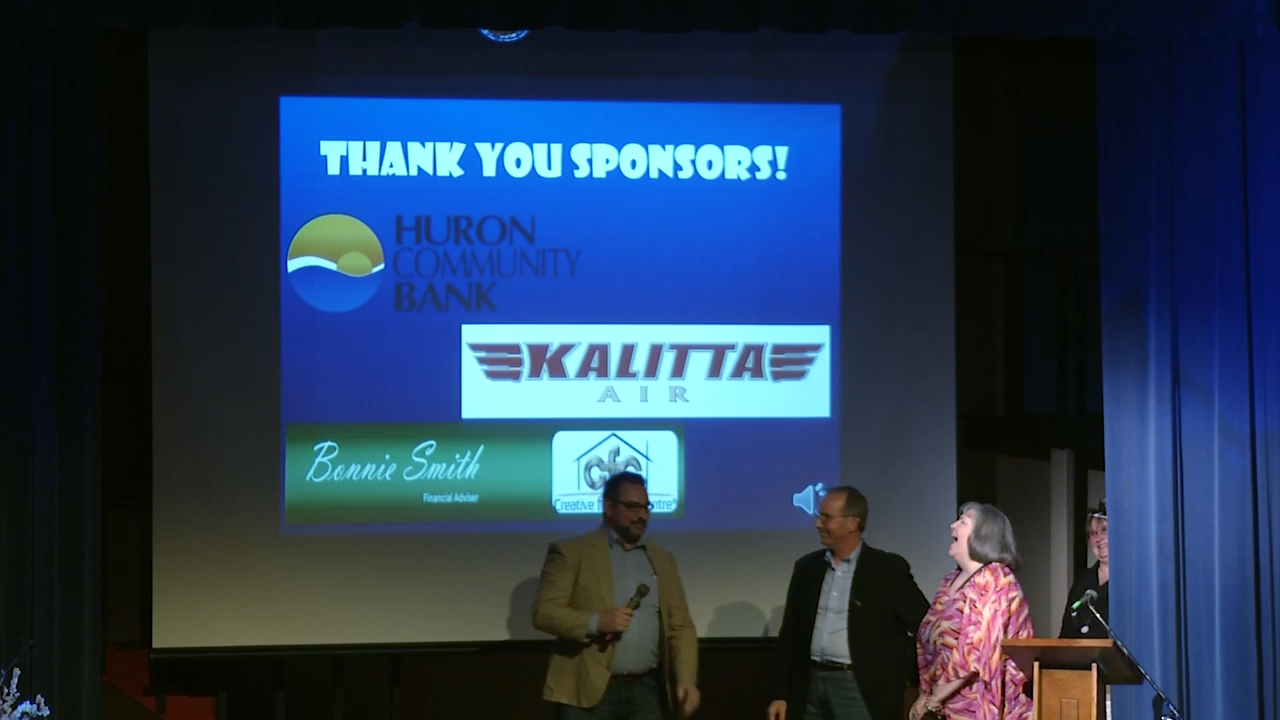 THANK YOU SPONSORS!
HURON
COMMUNITY
BANK
KALITTA
AIR
Bonnie Smith
Financial Adviser
cfc
Creative